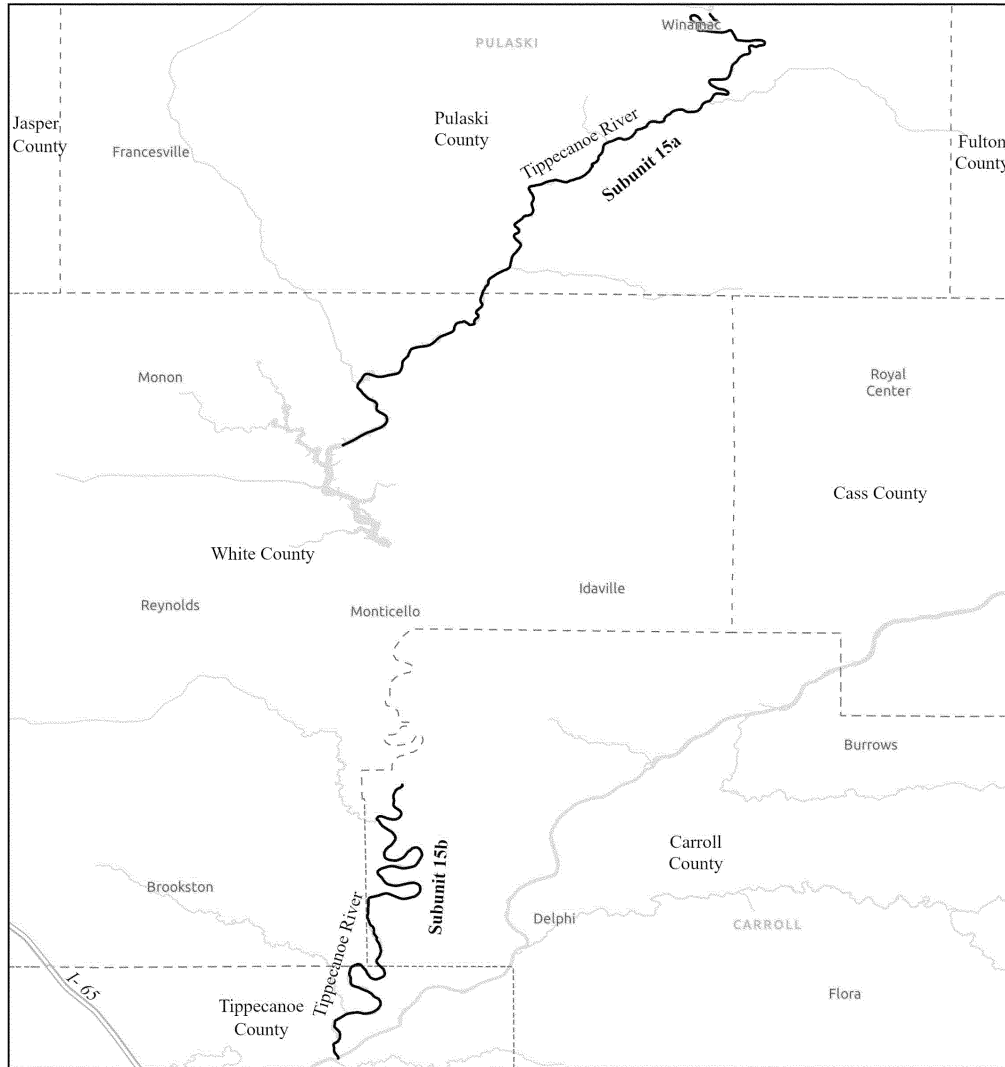 Winamac
PULASKI
Jasper
County
Pulaski
County
Tippecanoe River
Subunit 15a
Fulton
County
Francesville
Monon
Royal
Center
Cass County
White County
Idaville
Reynolds
Monticello
Burrows
Carroll
County
Subunit 15b
Brookston
Tippecanoe River
Delphi
CARROLL
I- 65
Tippecanoe
County
Flora